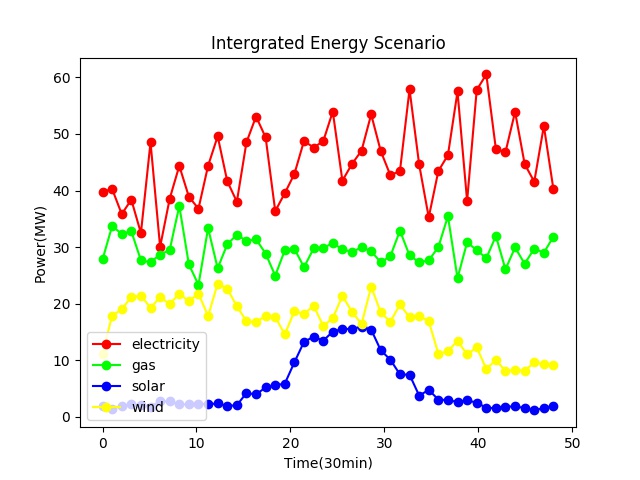 Intergrated Energy Scenario
Power(MW)
60
50
40
30
20
10
0
electricity
gas
solar
wind
0 10 20 30 40 50
Time(30min)